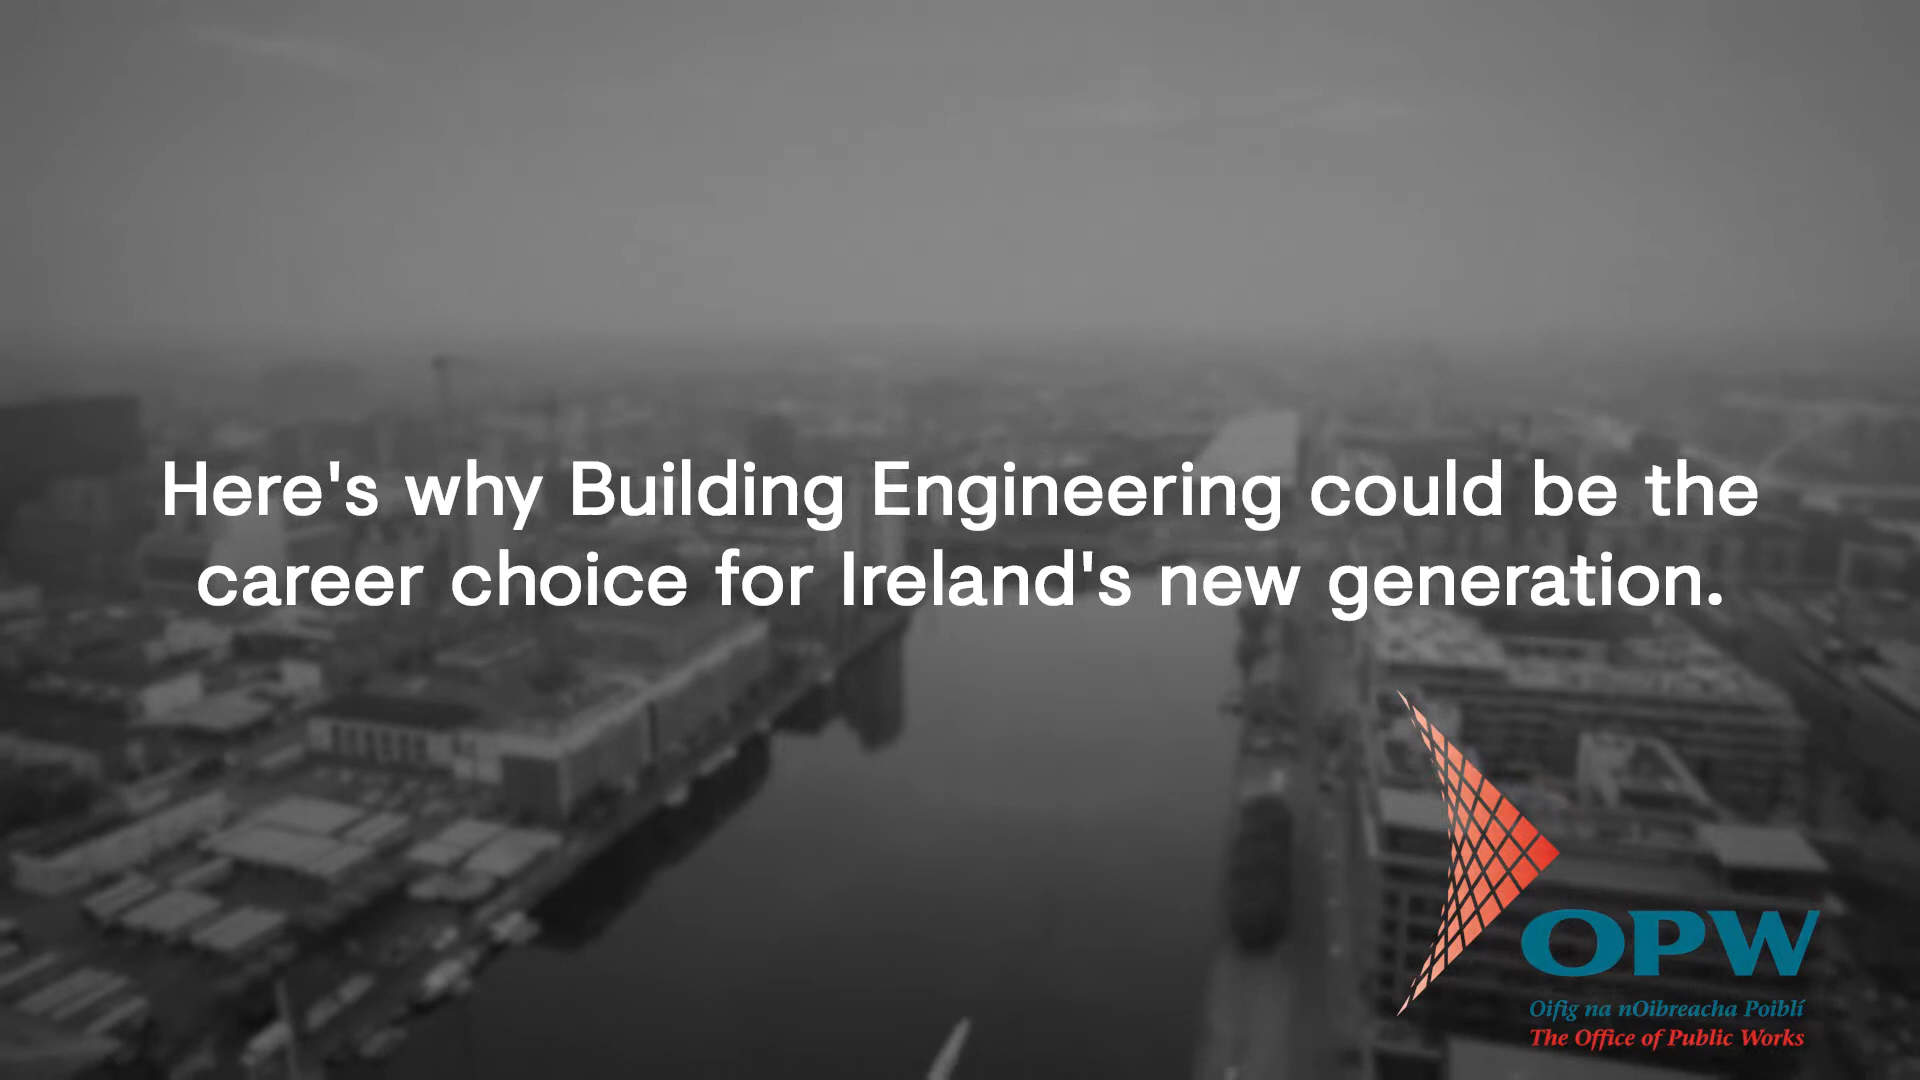 Here's why Building Engineering could be the
career choice for Ireland's new generation.
OPW
Oifig na nOibreacha Poiblí
The Office of Public Works